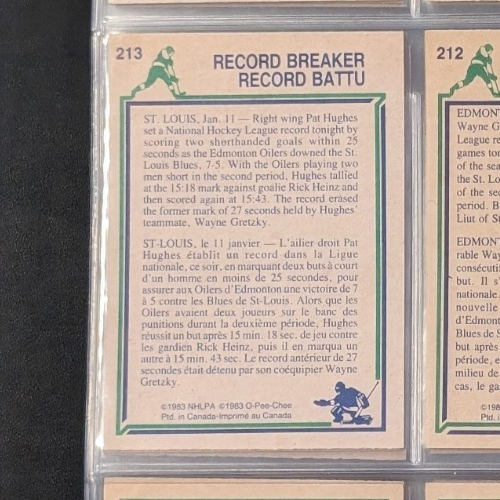 213
RECORD BREAKER
RECORD BATTU
ST. LOUIS, Jan. 11 — Right wing Pat Hughes
set a National Hockey League record tonight by
scoring two shorthanded goals within 25
seconds as the Edmonton Oilers downed the St.
Louis Blues, 7-5. With the Oilers playing two
men short in the second period, Hughes tallied
at the 15:18 mark against goalie Rick Heinz and
then scored again at 15:43. The record erased
the former mark of 27 seconds held by Hughes'
teammate, Wayne Gretzky.
ST-LOUIS, le 11 janvier — L'ailier droit Pat
Hughes établit un record dans la Ligue
nationale, ce soir, en marquant deux buts à court
d'un homme en moins de 25 secondes, pour
assurer aux Oilers d'Edmonton une victoire de 7
à 5 contre les Blues de St-Louis. Alors que les
Oilers avaient deux joueurs sur le banc des
punitions durant la deuxième période, Hughes
réussit un but après 15 min. 18 sec. de jeu contre
les gardien Rick Heinz, puis il en marqua un
autre à 15 min. 43 sec. Le record antérieur de 27
secondes était détenu par son coéquipier Wayne
Gretzky.
©1983 NHLPA ©1983 O-Pee-Chee
Ptd. in Canada-Imprimé au Canada
212
EDMONT
Wayne G
League re
games to
of the sea
the St. Lo
of the se
period. B
Liut of S
EDMONT
rable Way
consécuti
but. Il s'
nationale
nouvelle
d'Edmont
Blues de S
but après
période, e
milieu de
cas, le ga
Ptd